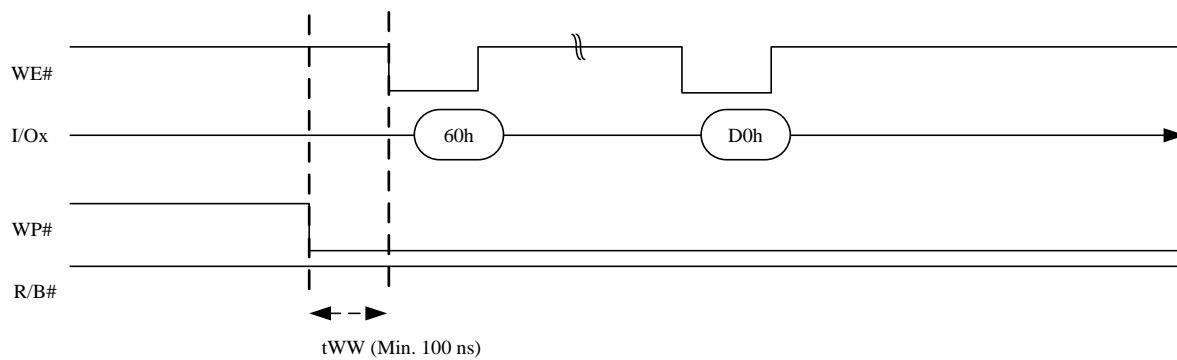 WE#
I/Ox
60h
D0h
WP#
R/B#
tWW (Min. 100 ns)